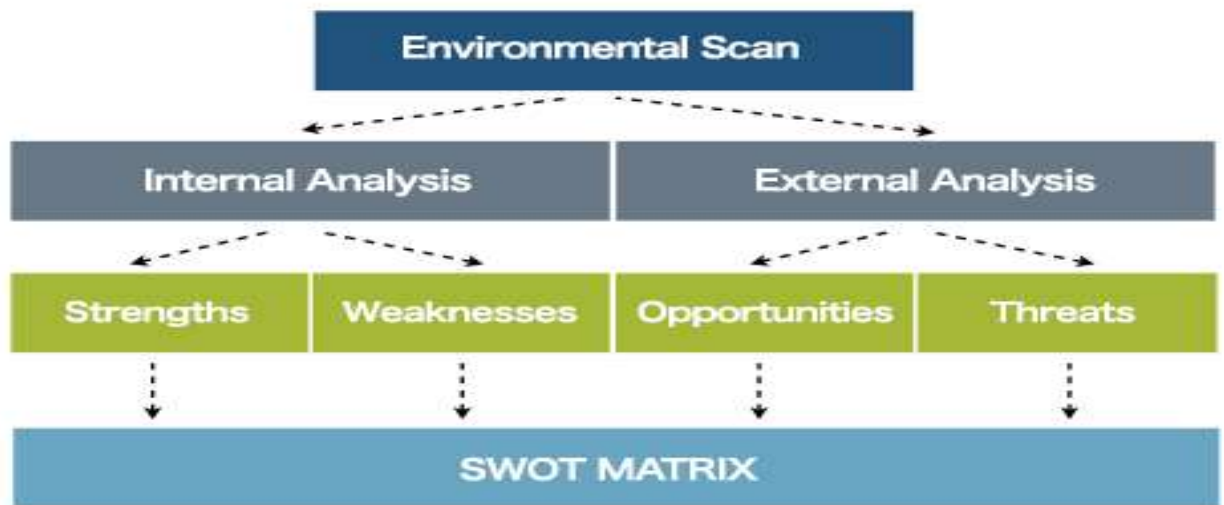 Environmental Scan
Internal Analysis
External Analysis
Strengths
Weaknesses
Opportunities
Threats
SWOT MATRIX